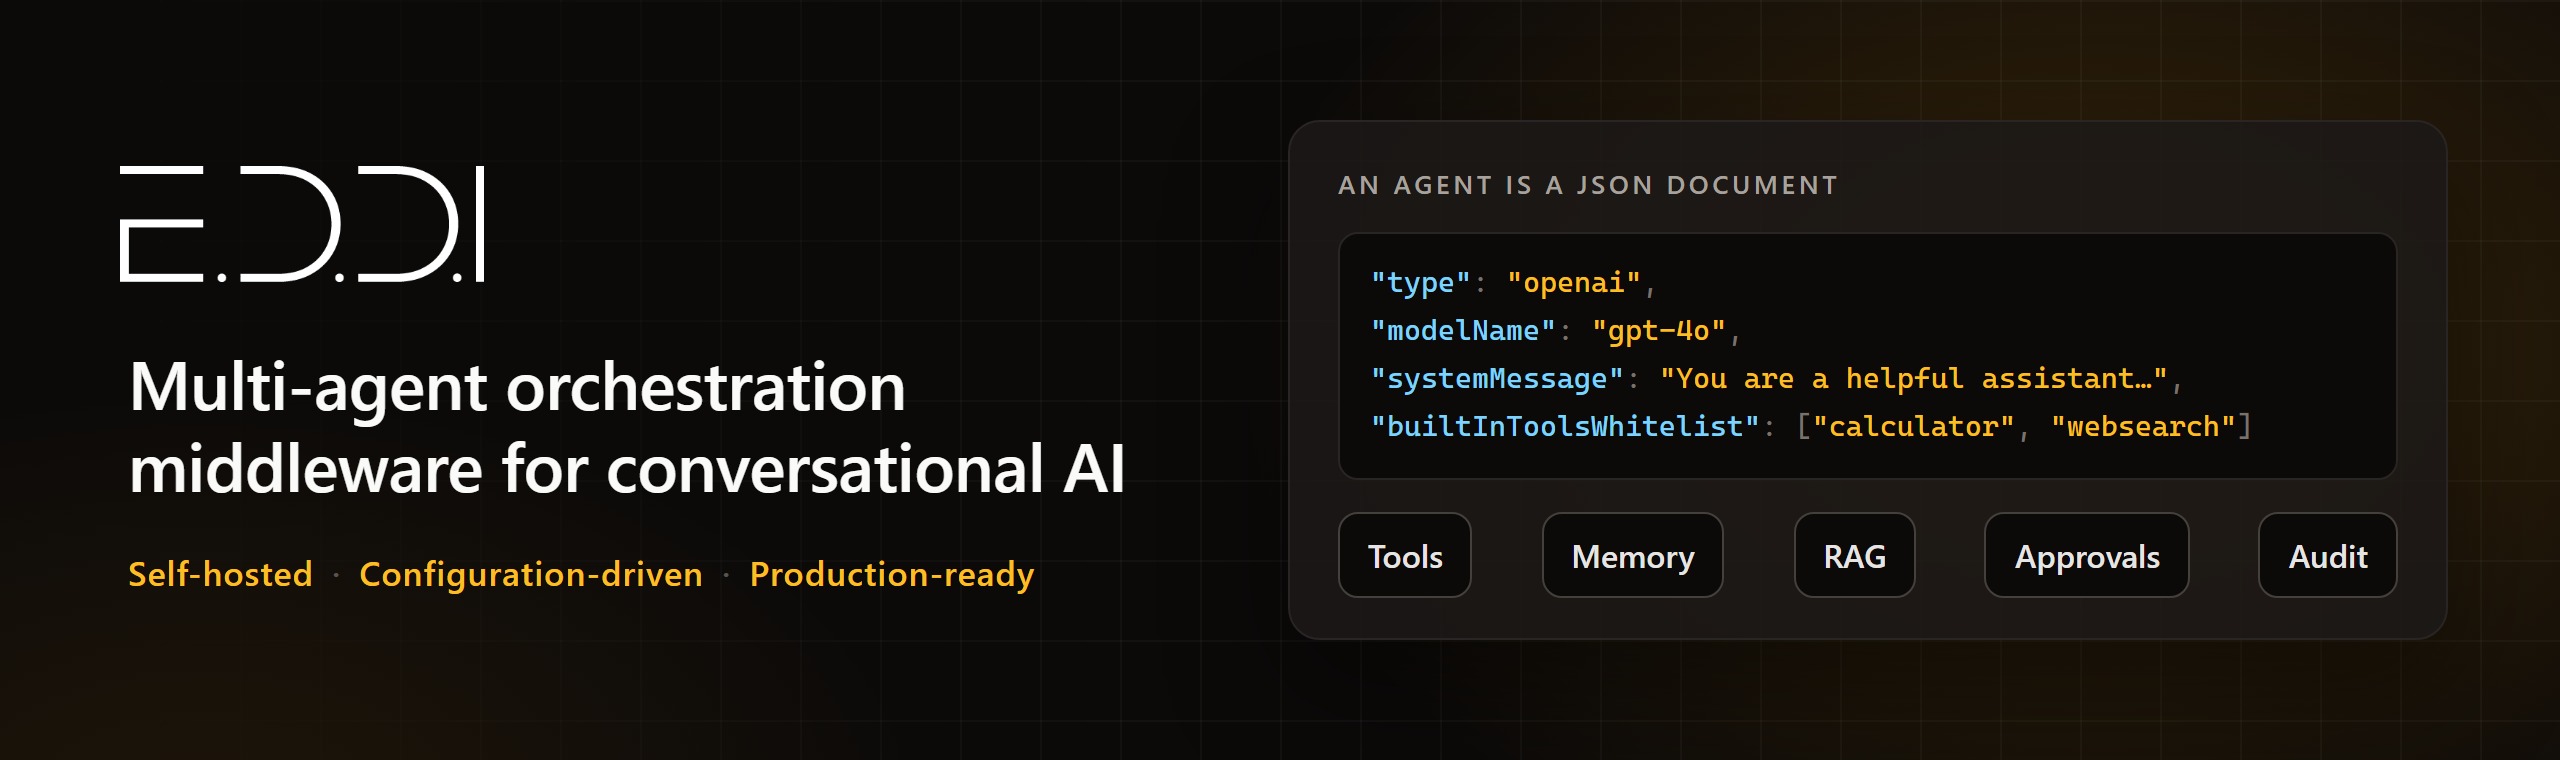 E.D.D.I
Multi-agent orchestration
middleware for conversational AI
Self-hosted · Configuration-driven · Production-ready
AN AGENT IS A JSON DOCUMENT
"type": "openai",
"modelName": "gpt-4o",
"systemMessage": "You are a helpful assistant…",
"builtInToolsWhitelist": ["calculator", "websearch"]
Tools Memory RAG Approvals Audit